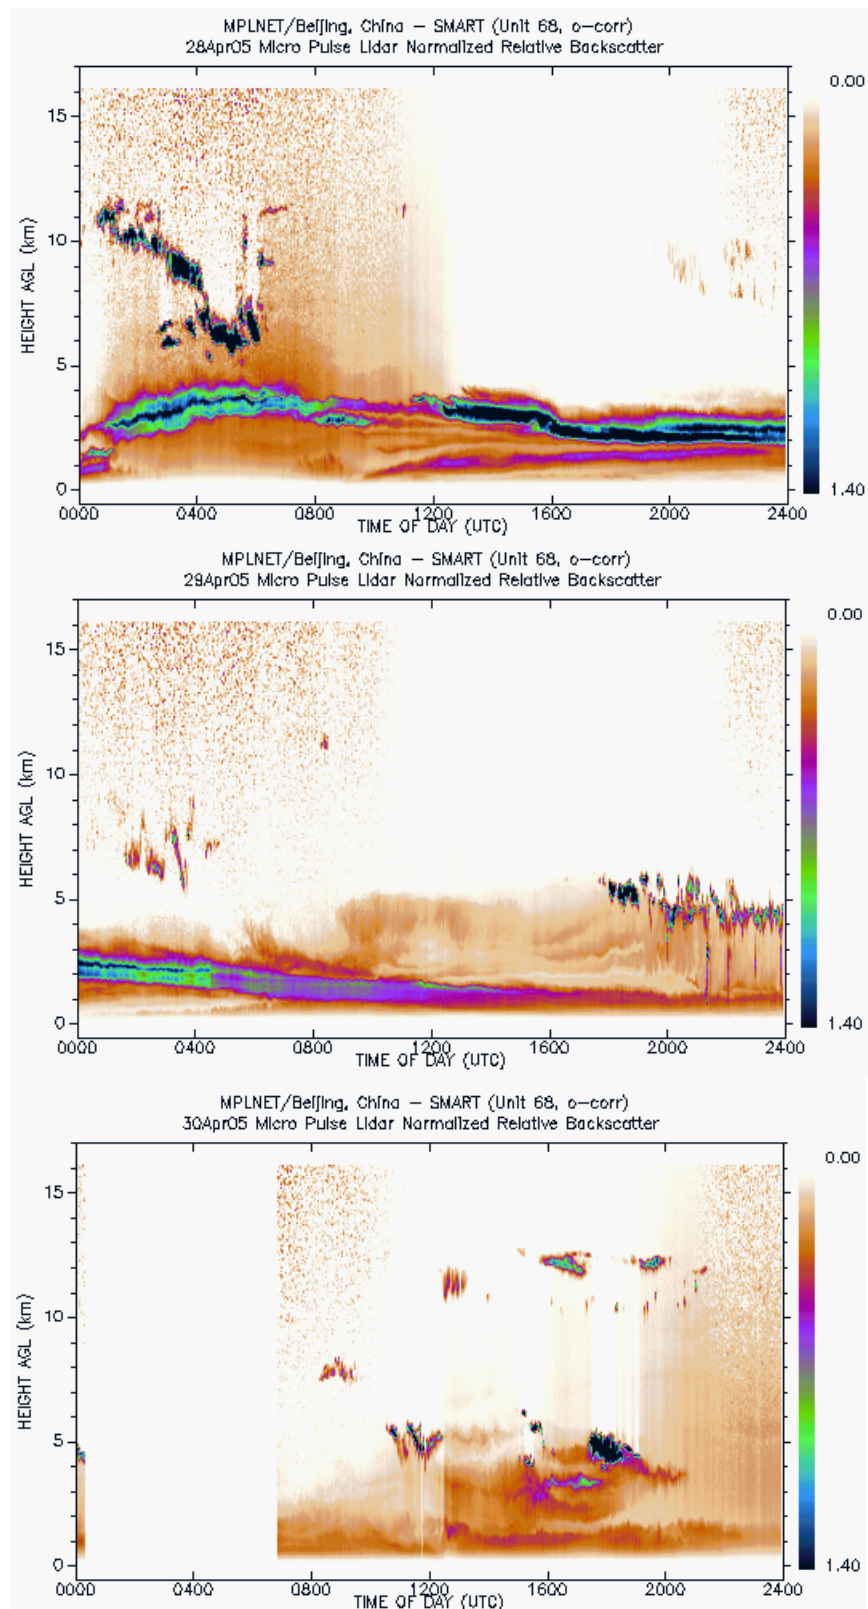 MPLNET/Beijing, China – SMART (Unit 68, o–corr)
28Apr05 Micro Pulse Lidar Normalized Relative Backscatter
0.00
15
10
5
0
HEIGHT AGL (km)
1.40
0000 0400 0800 1200 1600 2000 2400
TIME OF DAY (UTC)
MPLNET/Beijing, China – SMART (Unit 68, o–corr)
29Apr05 Micro Pulse Lidar Normalized Relative Backscatter
0.00
15
10
5
0
HEIGHT AGL (km)
1.40
0000 0400 0800 1200 1600 2000 2400
TIME OF DAY (UTC)
MPLNET/Beijing, China – SMART (Unit 68, o–corr)
30Apr05 Micro Pulse Lidar Normalized Relative Backscatter
0.00
15
10
5
0
HEIGHT AGL (km)
1.40
0000 0400 0800 1200 1600 2000 2400
TIME OF DAY (UTC)